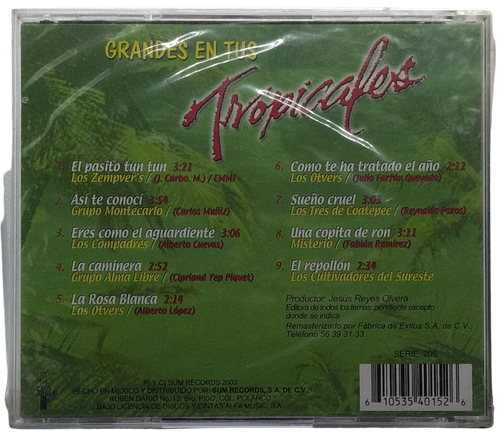 GRANDES EN TUS
Tropicales
1. El pasito tun tun 3:21
Los Zempver's / (J. Carbo. M.) / EMMI
2. Asi te conocí 3:54
Grupo Montecarlo / (Carlos Muñiz)
3. Eres como el aguardiente 3:06
Los Compadres / (Alberto Cuevas)
4. La caminera 2:52
Grupo Alma Libre / (Cipriana Yep Piquet)
5. La Rosa Blanca 2:14
Los Otvers / (Alberto López)
6. Como te ha tratado el año 2:12
Los Otvers / (Julio Farfán Quevedo)
7. Sueño cruel 3:03
Los Tres de Coatepec / (Reynaldo Pazos)
8. Una copita de ron 3:11
Misterio / (Fabián Ramírez)
9. El repollón 2:34
Los Cultivadores del Sureste
Productor: Jesús Reyes Olvera
Editora de todos los temas: pendiente excepto
donde se indica
Remasterizado por Fábrica de Exitos S.A. de C.V.,
Teléfono 56 39 31 33
SERIE 205
P) Y C) SUM RECORDS 2003
HECHO EN MEXICO Y DISTRIBUIDO POR: SUM RECORDS, S.A. DE C.V.
RUBEN DARIO No. 13, 8vo. PISO, COL. POLANCO
BAJO LICENCIA DE DISCOS Y CINTAS ALFA MUSIC, S.A.
6 10535 40152 6